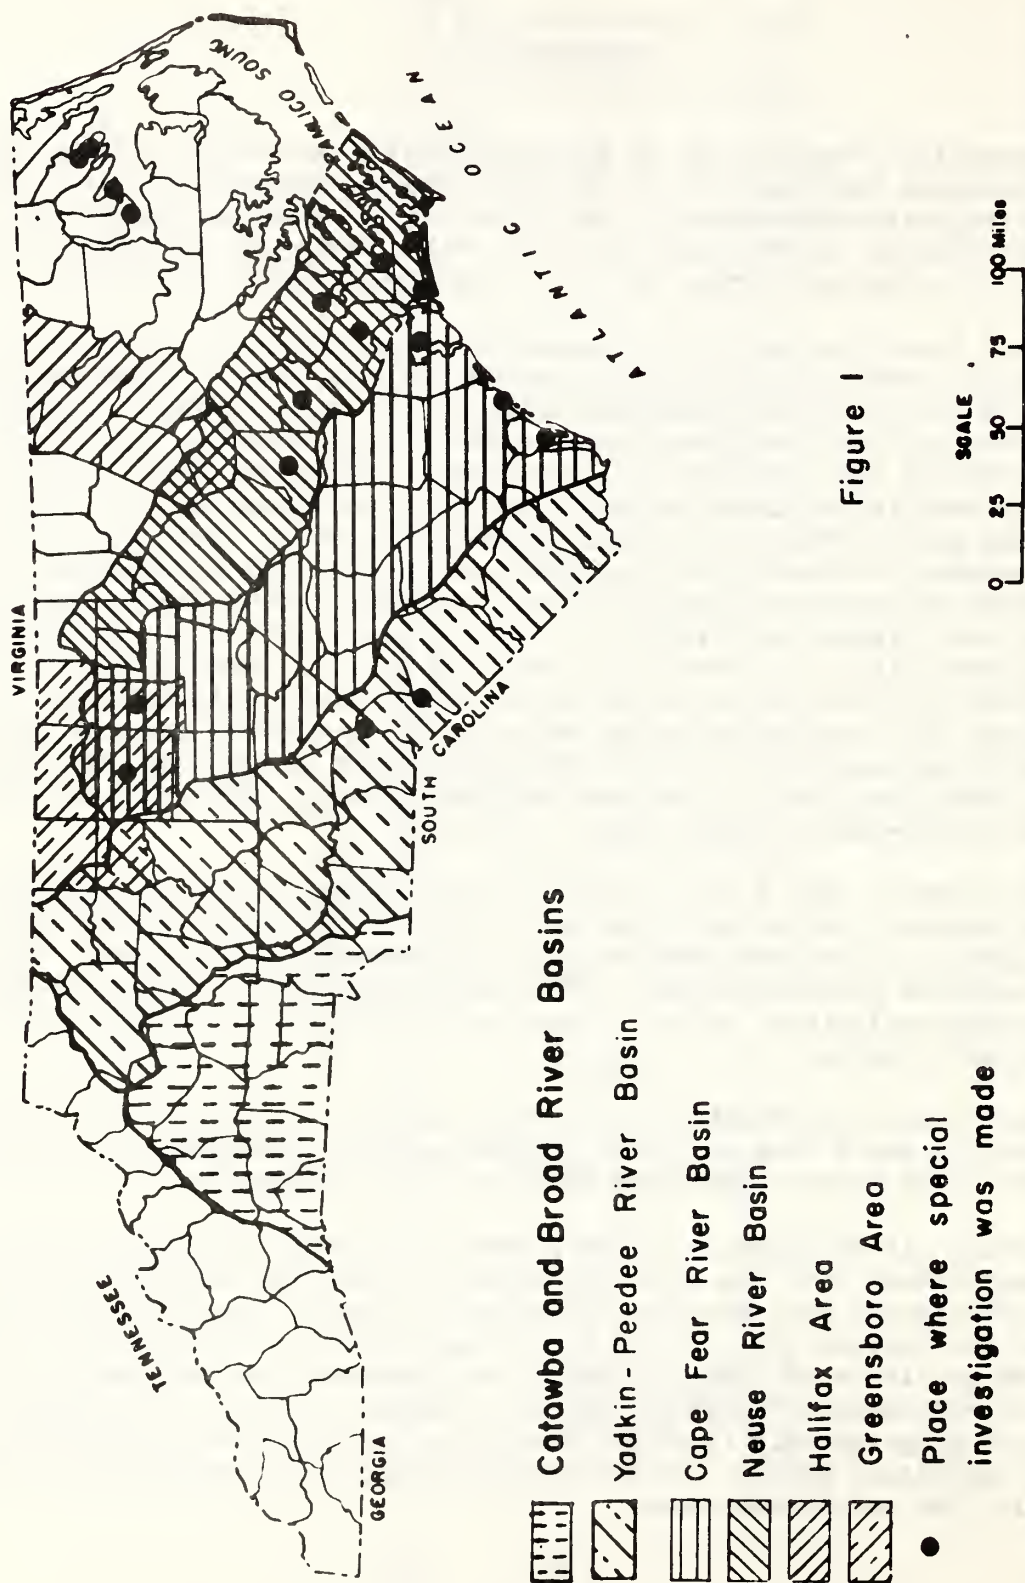 VIRGINIA
TENNESSEE
GEORGIA
SOUTH CAROLINA
PAMLICO SOUND
ATLANTIC OCEAN
Figure I
SCALE
0 25 50 75 100 Miles
Catawba and Broad River Basins
Yadkin-Peedee River Basin
Cape Fear River Basin
Neuse River Basin
Halifax Area
Greensboro Area
Place where special
investigation was made